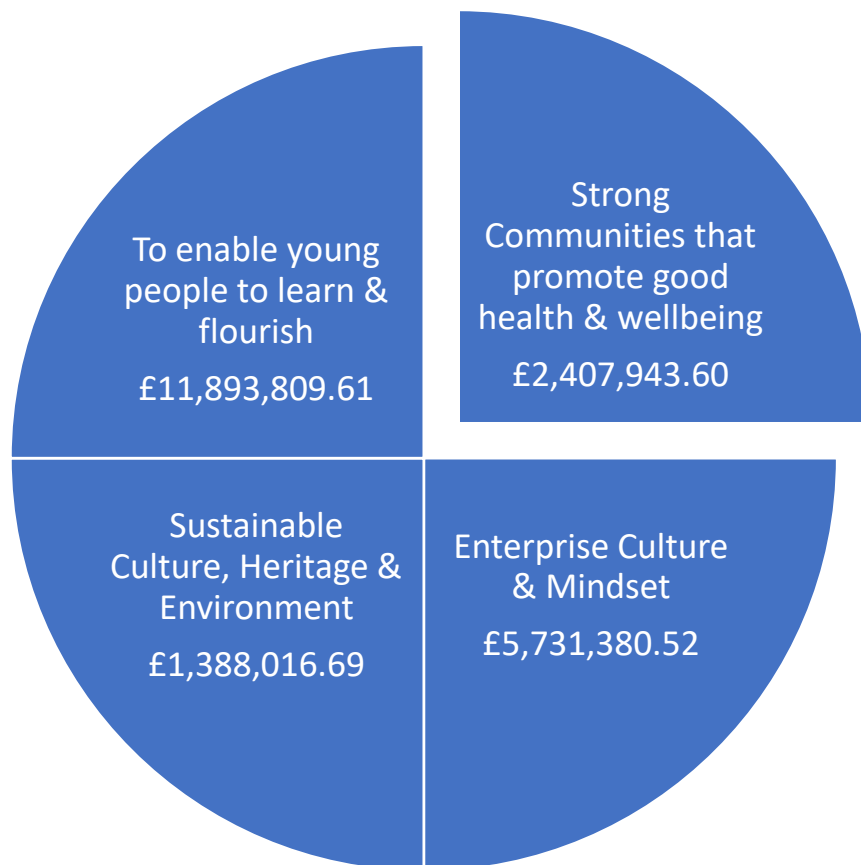 To enable young
people to learn &
flourish
£11,893,809.61
Strong
Communities that
promote good
health & wellbeing
£2,407,943.60
Sustainable
Culture, Heritage &
Environment
£1,388,016.69
Enterprise Culture
& Mindset
£5,731,380.52